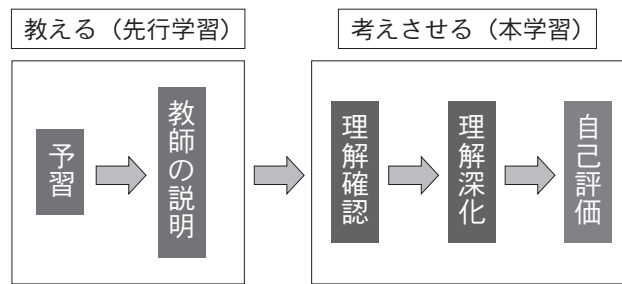 教える（先行学習）
考えさせる（本学習）
予習
教師の説明
理解確認
理解深化
自己評価